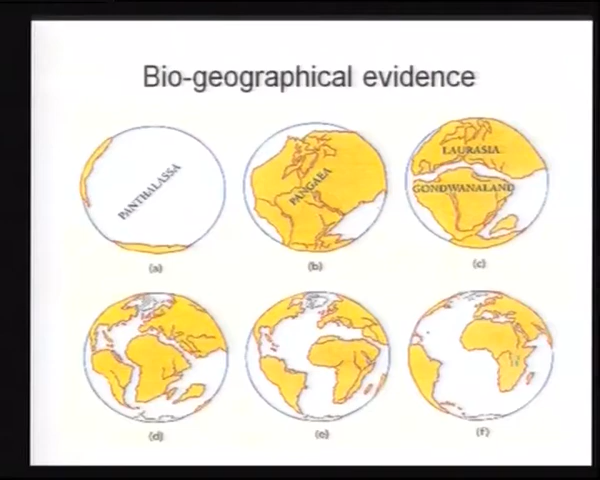 Bio-geographical evidence
PANTHALASSA
PANGAEA
LAURASIA
GONDWANALAND
(a)
(b)
(c)
(d)
(e)
(f)